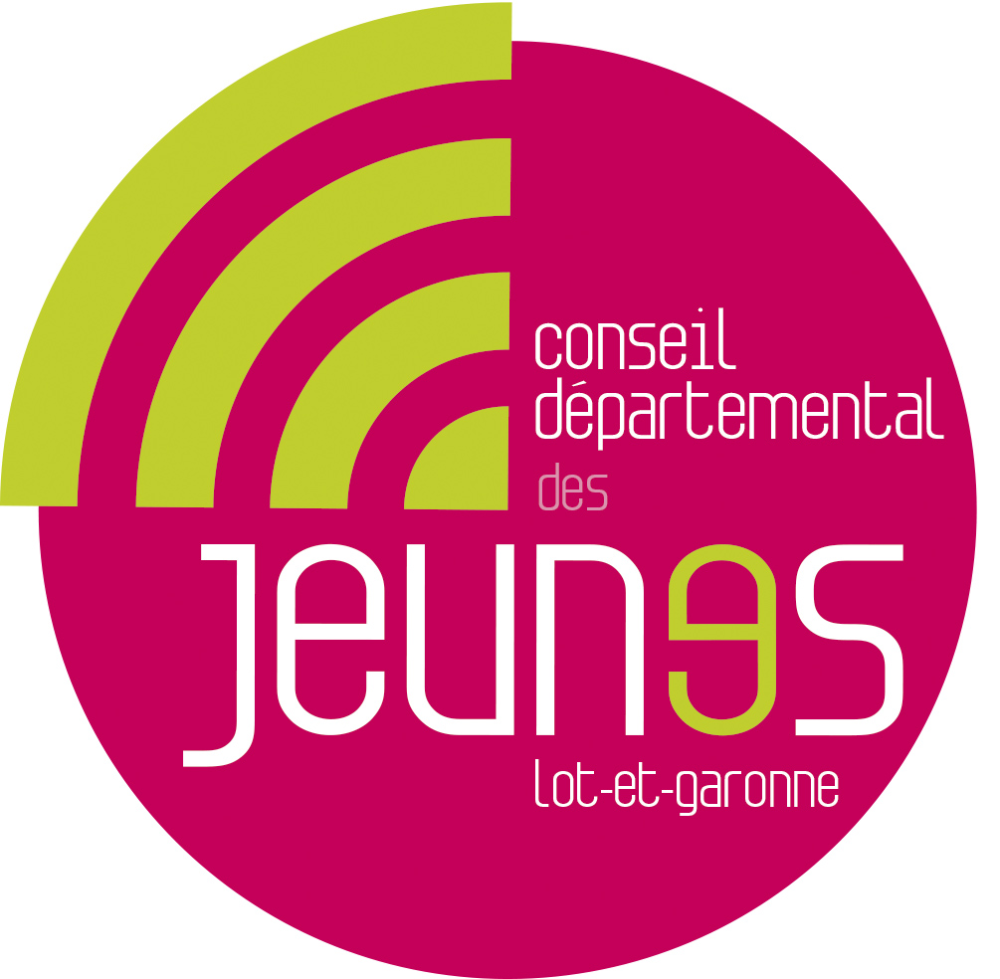 conseil
départemental
des
jeunes
lot-et-garonne